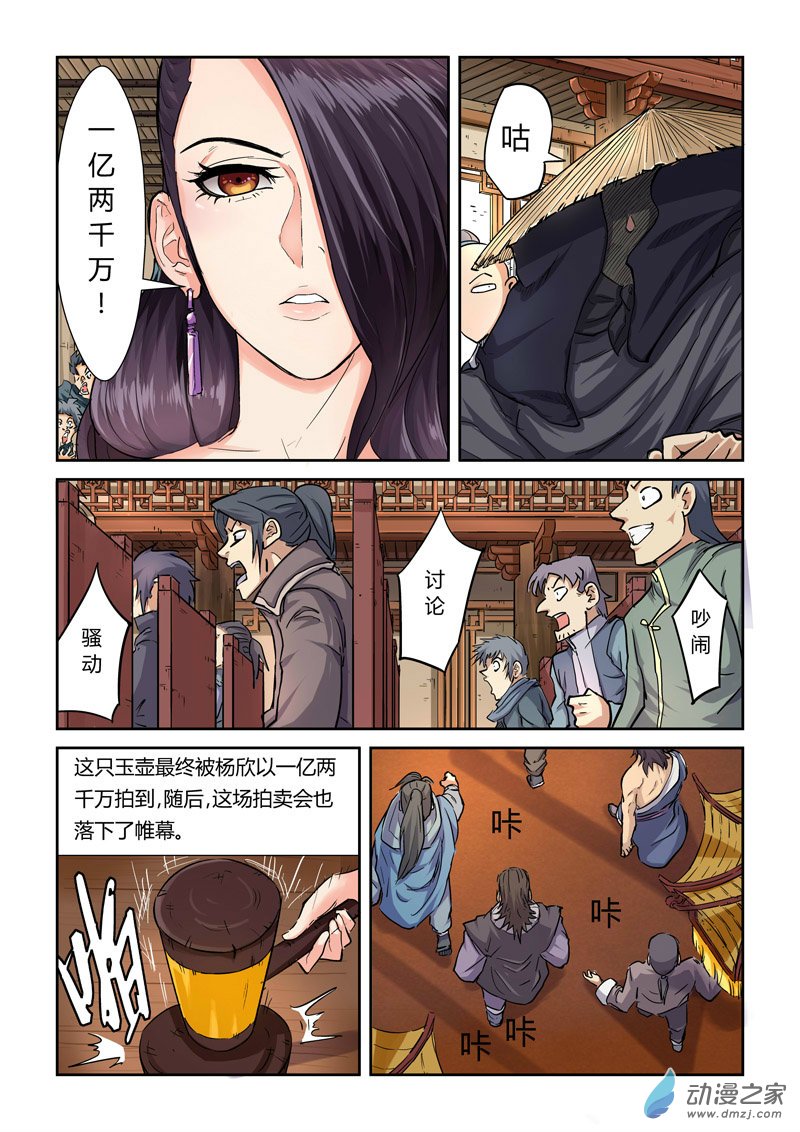 一亿两千万！
咕
骚动
讨论
吵闹
这只玉壶最终被杨欣以一亿两
千万拍到，随后，这场拍卖会也
落下了帷幕。
啪
咔
咔
咔
咔
动漫之家
www.dmzj.com